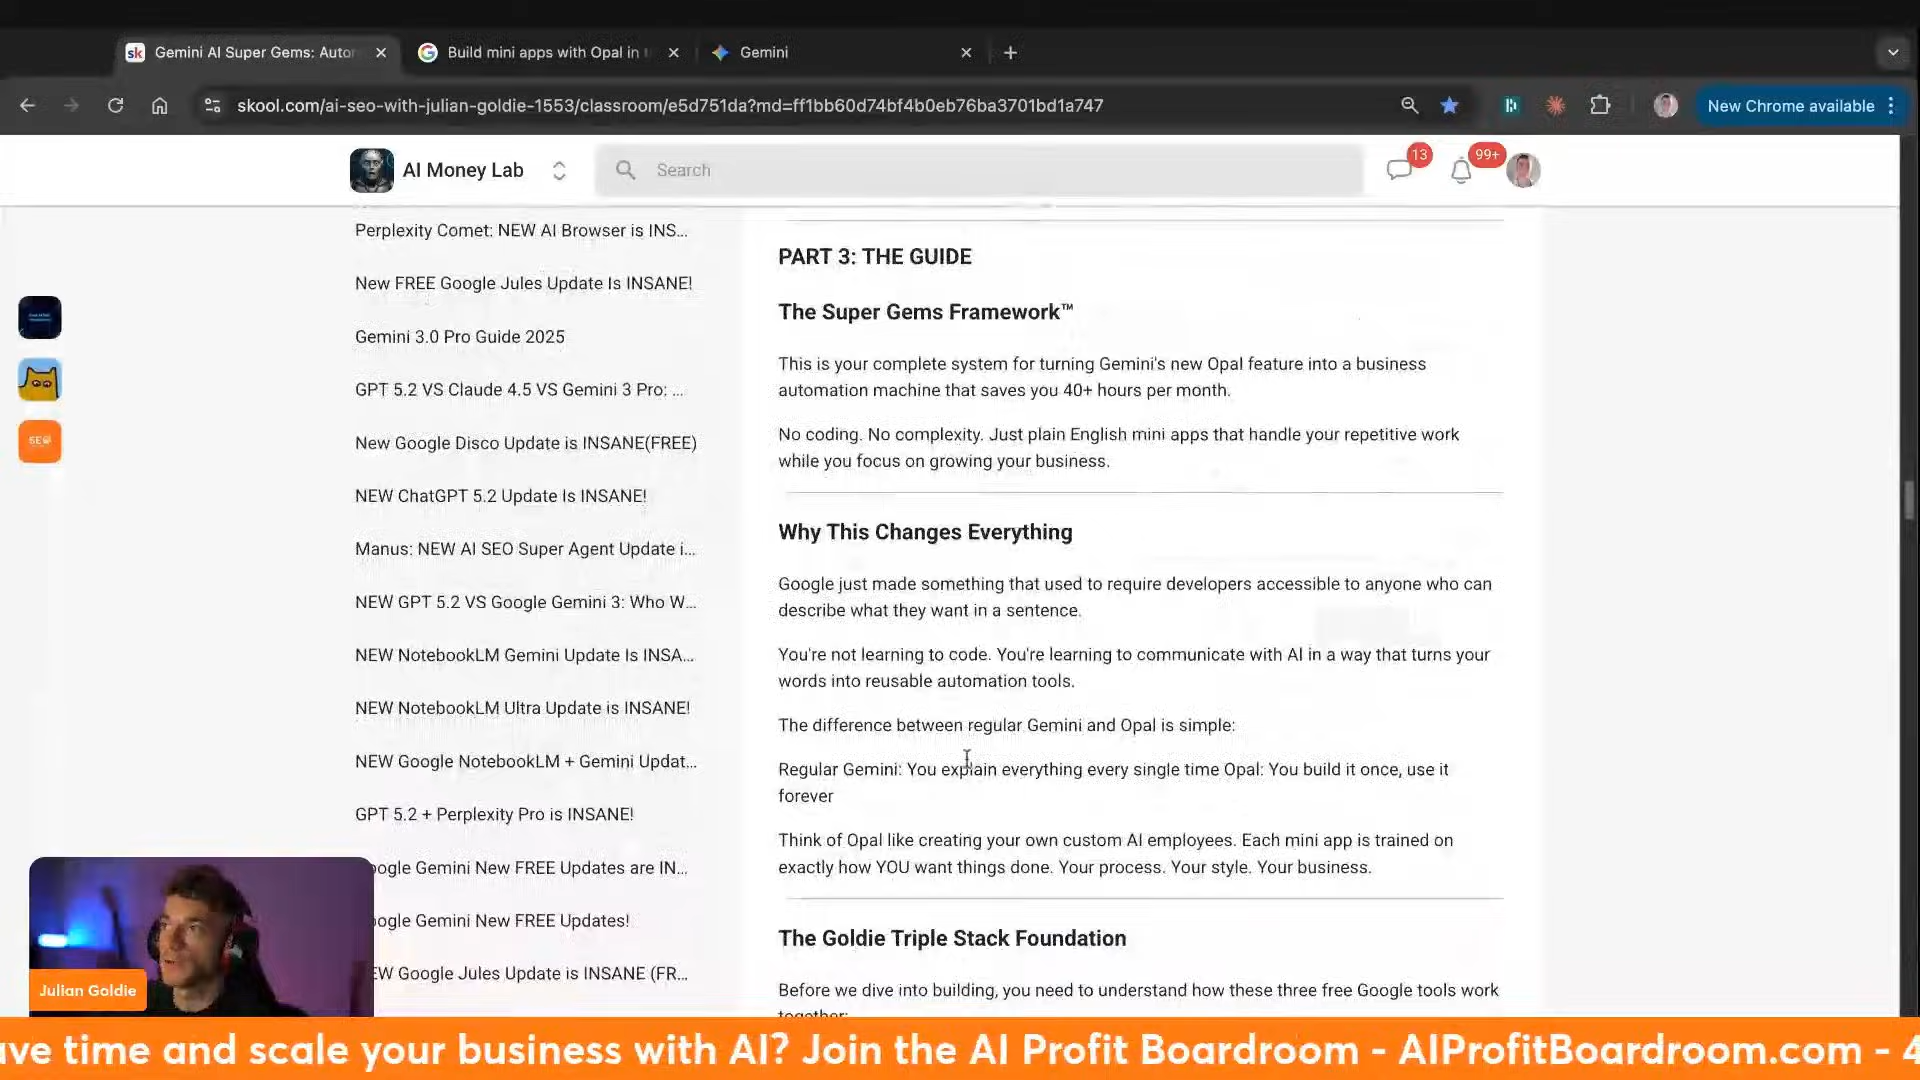 Gemini AI Super Gems: Autor
Build mini apps with Opal in
Gemini
skool.com/ai-seo-with-julian-goldie-1553/classroom/e5d751da?md=ff1bb60d74bf4b0eb76ba3701bd1a747
New Chrome available
AI Money Lab
Search
13
99+
Perplexity Comet: NEW AI Browser is INS...
New FREE Google Jules Update Is INSANE!
Gemini 3.0 Pro Guide 2025
GPT 5.2 VS Claude 4.5 VS Gemini 3 Pro: ...
New Google Disco Update is INSANE(FREE)
NEW ChatGPT 5.2 Update Is INSANE!
Manus: NEW AI SEO Super Agent Update i...
NEW GPT 5.2 VS Google Gemini 3: Who W...
NEW NotebookLM Gemini Update Is INSA...
NEW NotebookLM Ultra Update is INSANE!
NEW Google NotebookLM + Gemini Updat...
GPT 5.2 + Perplexity Pro is INSANE!
oogle Gemini New FREE Updates are IN...
oogle Gemini New FREE Updates!
EW Google Jules Update is INSANE (FR...
PART 3: THE GUIDE
The Super Gems Framework™
This is your complete system for turning Gemini's new Opal feature into a business
automation machine that saves you 40+ hours per month.
No coding. No complexity. Just plain English mini apps that handle your repetitive work
while you focus on growing your business.
Why This Changes Everything
Google just made something that used to require developers accessible to anyone who can
describe what they want in a sentence.
You're not learning to code. You're learning to communicate with AI in a way that turns your
words into reusable automation tools.
The difference between regular Gemini and Opal is simple:
Regular Gemini: You explain everything every single time Opal: You build it once, use it
forever
Think of Opal like creating your own custom AI employees. Each mini app is trained on
exactly how YOU want things done. Your process. Your style. Your business.
The Goldie Triple Stack Foundation
Before we dive into building, you need to understand how these three free Google tools work
together:
Julian Goldie
ave time and scale your business with AI? Join the AI Profit Boardroom - AIProfitBoardroom.com - 4